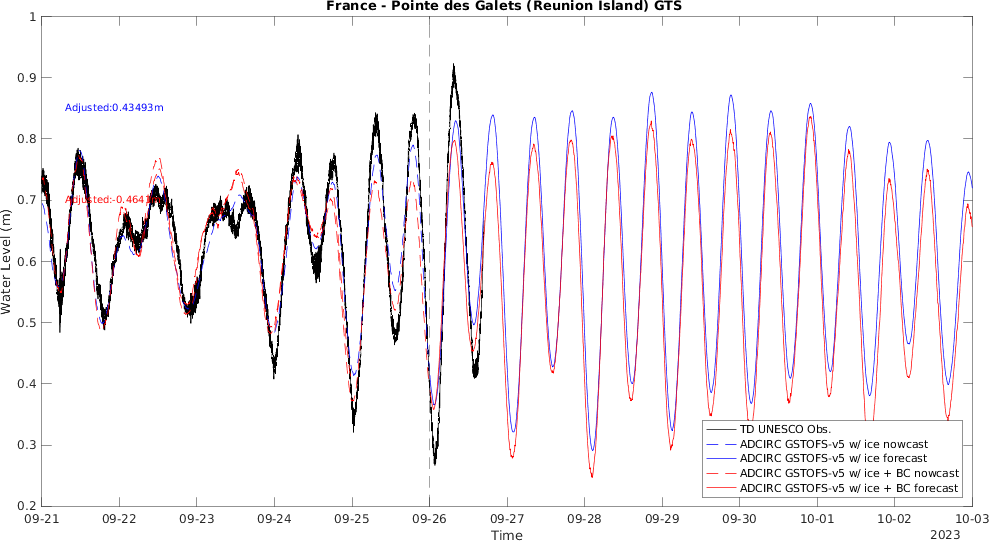 France - Pointe des Galets (Reunion Island) GTS
Water Level (m)
1
0.9
0.8
0.7
0.6
0.5
0.4
0.3
0.2
Adjusted:0.43493m
TD UNESCO Obs.
ADCIRC GSTOFS-v5 w/ ice nowcast
ADCIRC GSTOFS-v5 w/ ice forecast
ADCIRC GSTOFS-v5 w/ ice + BC nowcast
ADCIRC GSTOFS-v5 w/ ice + BC forecast
09-21 09-22 09-23 09-24 09-25 09-26 09-27 09-28 09-29 09-30 10-01 10-02 10-03
Time
2023